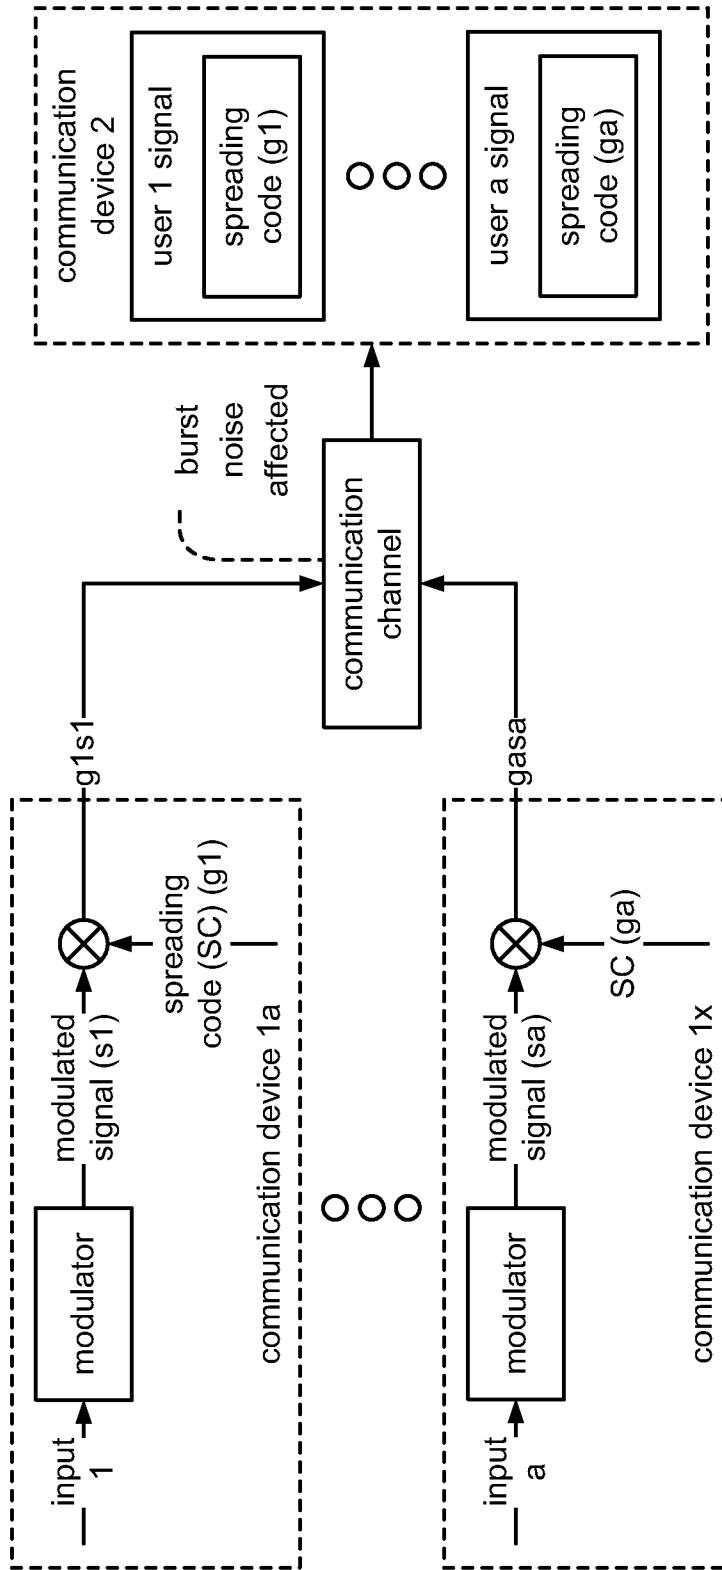 input
1
modulator
modulated
signal (s1)
spreading
code (SC) (g1)
communication device 1a
g1s1
input
a
modulator
modulated
signal (sa)
SC (ga)
communication device 1x
gasa
communication
channel
burst
noise
affected
communication
device 2
user 1 signal
spreading
code (g1)
user a signal
spreading
code (ga)